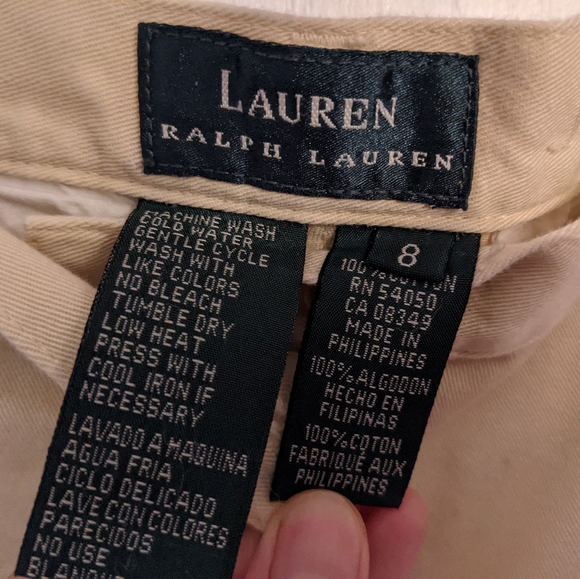 LAUREN
RALPH LAUREN
MACHINE WASH
COLD WATER
GENTLE CYCLE
WASH WITH
LIKE COLORS
NO BLEACH
TUMBLE DRY
LOW HEAT
PRESS WITH
COOL IRON IF
NECESSARY
LAVADO A MAQUINA
AGUA FRIA
CICLO DELICADO
LAVE CON COLORES
PARECIDOS
NO USE
8
100% COTTON
RN 54050
CA 08349
MADE IN
PHILIPPINES
100% ALGODON
HECHO EN
FILIPINAS
100% COTON
FABRIQUÉ AUX
PHILIPPINES